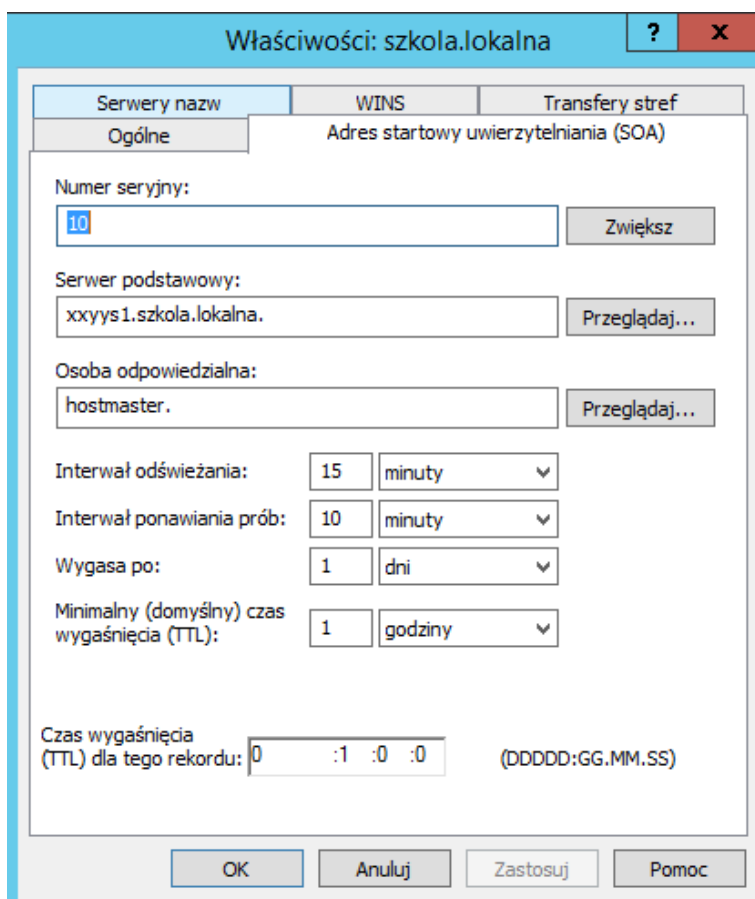 Właściwości: szkola.lokalna
?
x
Serwery nazw
WINS
Transfery stref
Ogólne
Adres startowy uwierzytelniania (SOA)
Numer seryjny:
10
Zwiększ
Serwer podstawowy:
xxyys1.szkola.lokalna.
Przeglądaj...
Osoba odpowiedzialna:
hostmaster.
Przeglądaj...
Interwał odświeżania:
15
minuty
Interwał ponawiania prób:
10
minuty
Wygasa po:
1
dni
Minimalny (domyślny) czas
wygaśnięcia (TTL):
1
godziny
Czas wygaśnięcia
(TTL) dla tego rekordu:
0 :1 :0 :0
(DDDDD:GG.MM.SS)
OK
Anuluj
Zastosuj
Pomoc